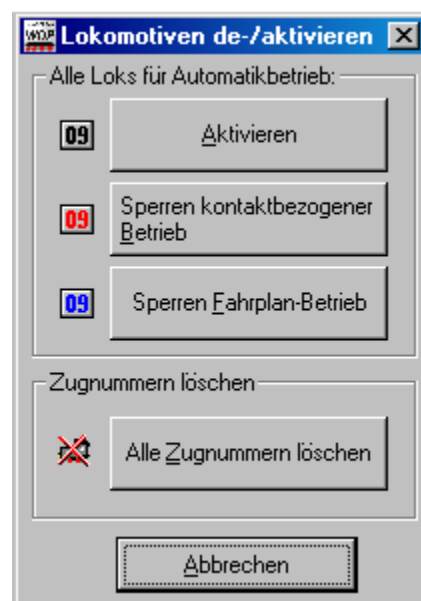 Lokomotiven de-/aktivieren
Alle Loks für Automatikbetrieb:
09
Aktivieren
09
Sperren kontaktbezogener
Betrieb
09
Sperren Fahrplan-Betrieb
Zugnummern löschen
Alle Zugnummern löschen
Abbrechen